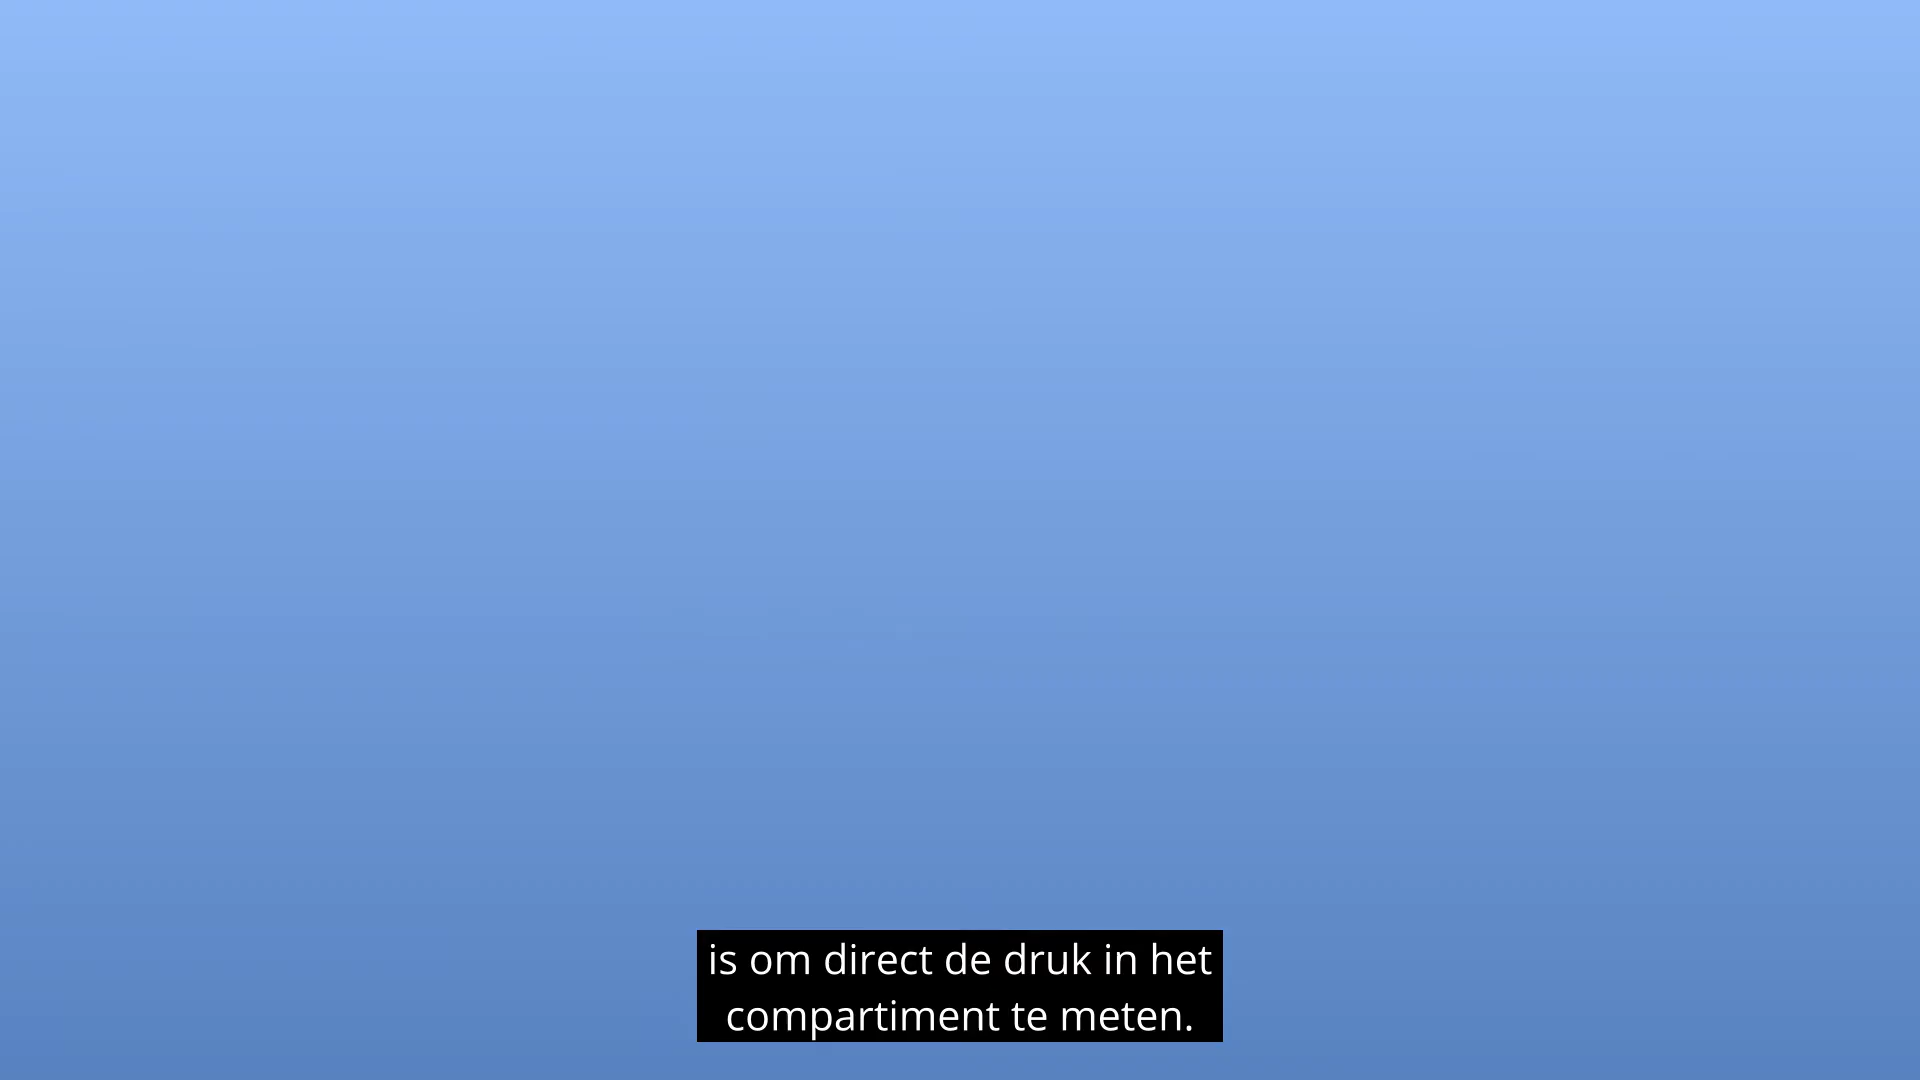 is om direct de druk in het
compartiment te meten.